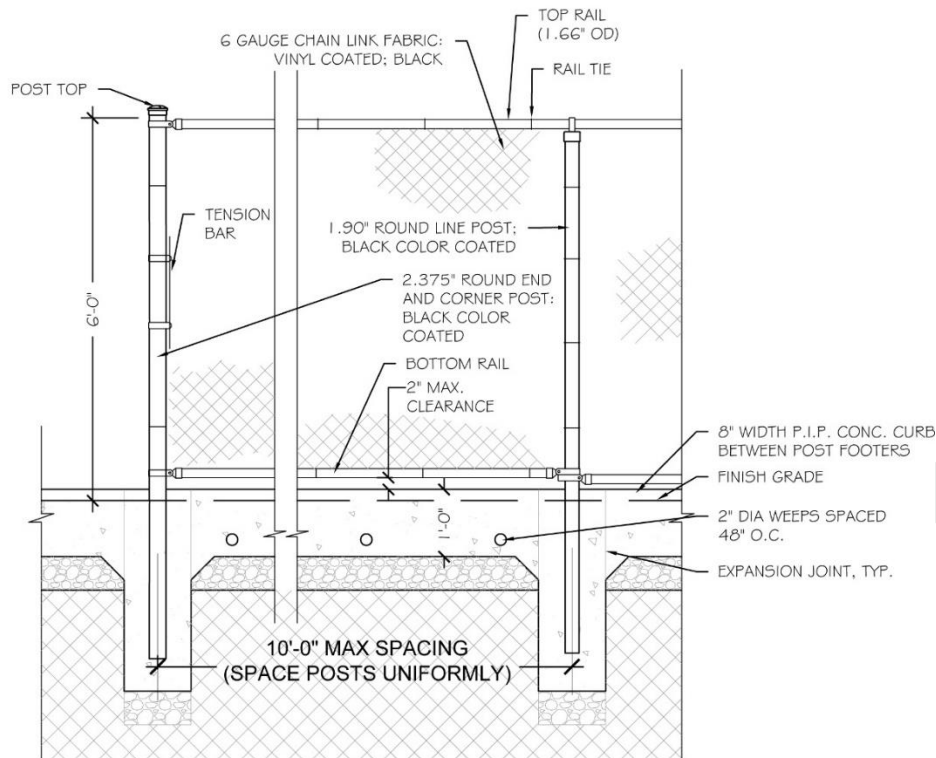 TOP RAIL
(1.66" OD)
6 GAUGE CHAIN LINK FABRIC:
VINYL COATED; BLACK
RAIL TIE
POST TOP
TENSION
BAR
1.90" ROUND LINE POST;
BLACK COLOR COATED
6'-0"
2.375" ROUND END
AND CORNER POST:
BLACK COLOR
COATED
BOTTOM RAIL
2" MAX.
CLEARANCE
8" WIDTH P.I.P. CONC. CURB
BETWEEN POST FOOTERS
FINISH GRADE
1'-0"
2" DIA WEEPS SPACED
48" O.C.
EXPANSION JOINT, TYP.
10'-0" MAX SPACING
(SPACE POSTS UNIFORMLY)